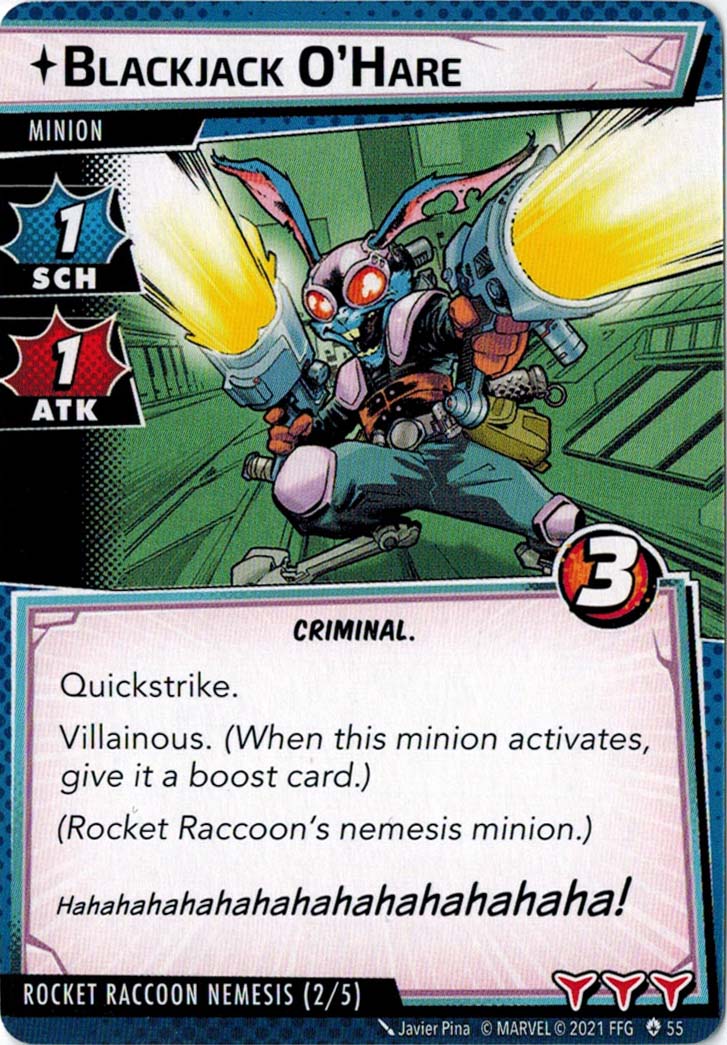 BLACKJACK O'HARE
MINION
1
SCH
1
ATK
3
CRIMINAL.
Quickstrike.
Villainous. (When this minion activates,
give it a boost card.)
(Rocket Raccoon's nemesis minion.)
Hahahahahahahahahahahahahaha!
ROCKET RACCOON NEMESIS (2/5)
Javier Pina © MARVEL © 2021 FFG 55